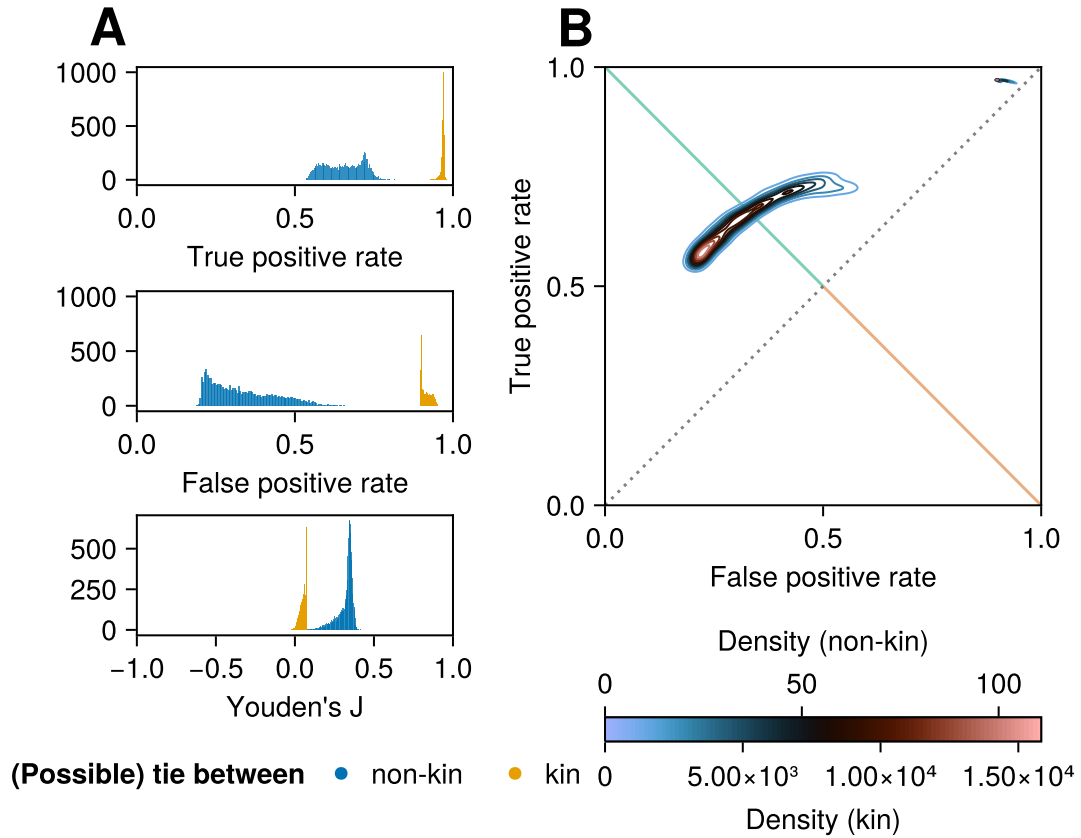 A
1000
500
0
0.0 0.5 1.0
True positive rate
1000
500
0
0.0 0.5 1.0
False positive rate
500
250
0
−1.0 −0.5 0.0 0.5 1.0
Youden's J
(Possible) tie between non-kin kin
B
1.0
0.5
0.0
True positive rate
0.0 0.5 1.0
False positive rate
Density (non-kin)
0 50 100
0 5.00×10³ 1.00×10⁴ 1.50×10⁴
Density (kin)